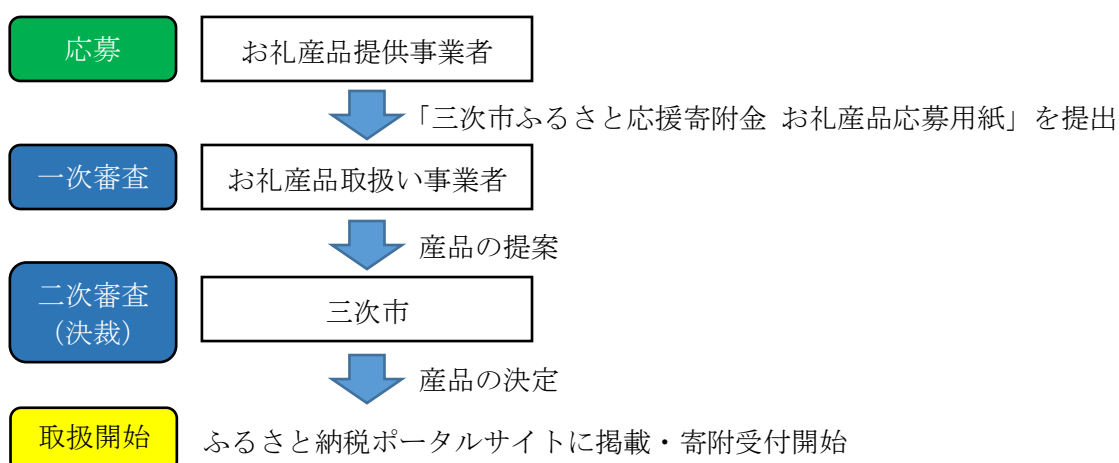 応募
お礼産品提供事業者
「三次市ふるさと応援寄附金 お礼産品応募用紙」を提出
一次審査
お礼産品取扱い事業者
産品の提案
二次審査
（決裁）
三次市
産品の決定
取扱開始
ふるさと納税ポータルサイトに掲載・寄附受付開始